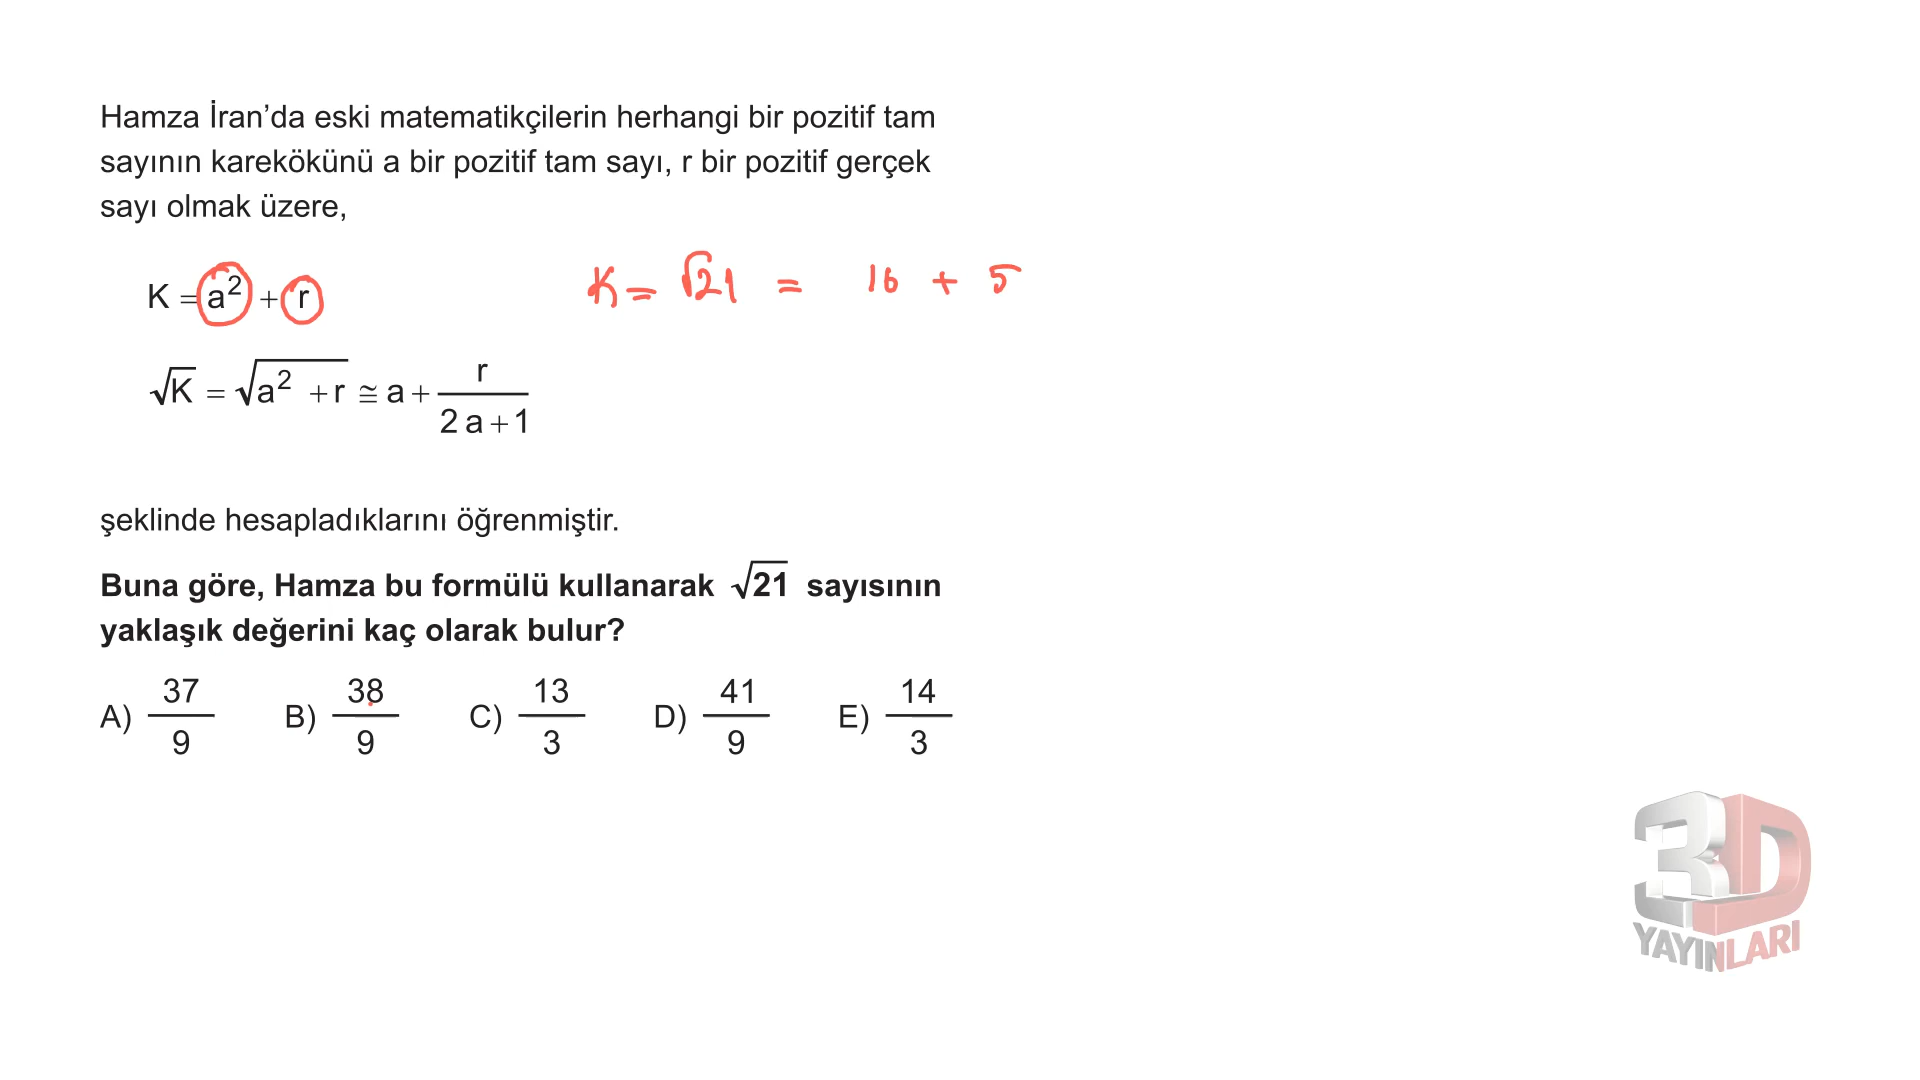 Hamza İran’da eski matematikçilerin herhangi bir pozitif tam
sayının karekökünü a bir pozitif tam sayı, r bir pozitif gerçek
sayı olmak üzere,
K = a² + r
K = √21 = 16 + 5
√K = √(a² + r) ≅ a + r / (2a + 1)
şeklinde hesapladıklarını öğrenmiştir.
Buna göre, Hamza bu formülü kullanarak √21 sayısının
yaklaşık değerini kaç olarak bulur?
A) 37/9 B) 38/9 C) 13/3 D) 41/9 E) 14/3
3D
YAYINLARI